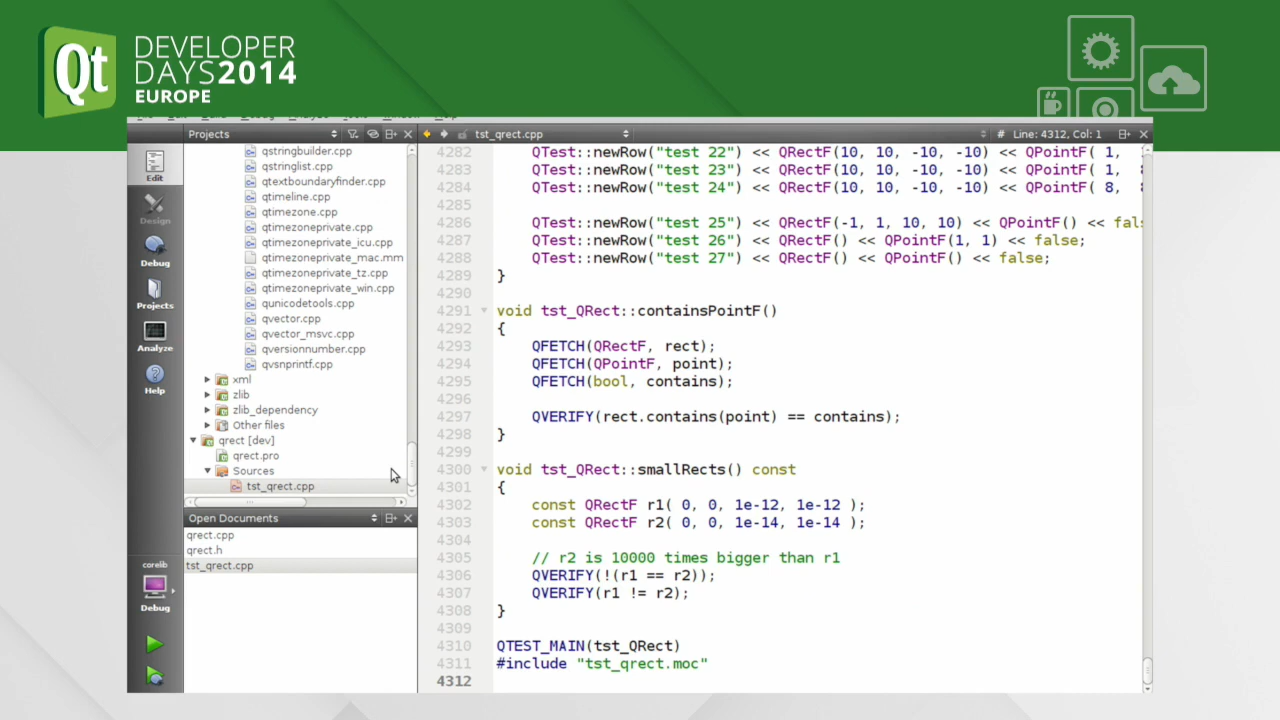 Qt
DEVELOPER
DAYS2014
EUROPE
Projects
tst_qrect.cpp
# Line: 4312, Col: 1
Edit
Design
Debug
Projects
Analyze
Help
corelib
Debug
qstringbuilder.cpp
qstringlist.cpp
qtextboundaryfinder.cpp
qtimeline.cpp
qtimezone.cpp
qtimezoneprivate.cpp
qtimezoneprivate_icu.cpp
qtimezoneprivate_mac.mm
qtimezoneprivate_tz.cpp
qtimezoneprivate_win.cpp
qunicodetools.cpp
qvector.cpp
qvector_msvc.cpp
qversionnumber.cpp
qvsnprintf.cpp
xml
zlib
zlib_dependency
Other files
qrect [dev]
qrect.pro
Sources
tst_qrect.cpp
Open Documents
qrect.cpp
qrect.h
tst_qrect.cpp
4282 QTest::newRow("test 22") << QRectF(10, 10, -10, -10) << QPointF( 1,
4283 QTest::newRow("test 23") << QRectF(10, 10, -10, -10) << QPointF( 1,
4284 QTest::newRow("test 24") << QRectF(10, 10, -10, -10) << QPointF( 8,
4285
4286 QTest::newRow("test 25") << QRectF(-1, 1, 10, 10) << QPointF() << fal
4287 QTest::newRow("test 26") << QRectF() << QPointF(1, 1) << false;
4288 QTest::newRow("test 27") << QRectF() << QPointF() << false;
4289 }
4290
4291 void tst_QRect::containsPointF()
4292 {
4293 QFETCH(QRectF, rect);
4294 QFETCH(QPointF, point);
4295 QFETCH(bool, contains);
4296
4297 QVERIFY(rect.contains(point) == contains);
4298 }
4299
4300 void tst_QRect::smallRects() const
4301 {
4302 const QRectF r1( 0, 0, 1e-12, 1e-12 );
4303 const QRectF r2( 0, 0, 1e-14, 1e-14 );
4304
4305 // r2 is 10000 times bigger than r1
4306 QVERIFY(!(r1 == r2));
4307 QVERIFY(r1 != r2);
4308 }
4309
4310 QTEST_MAIN(tst_QRect)
4311 #include "tst_qrect.moc"
4312